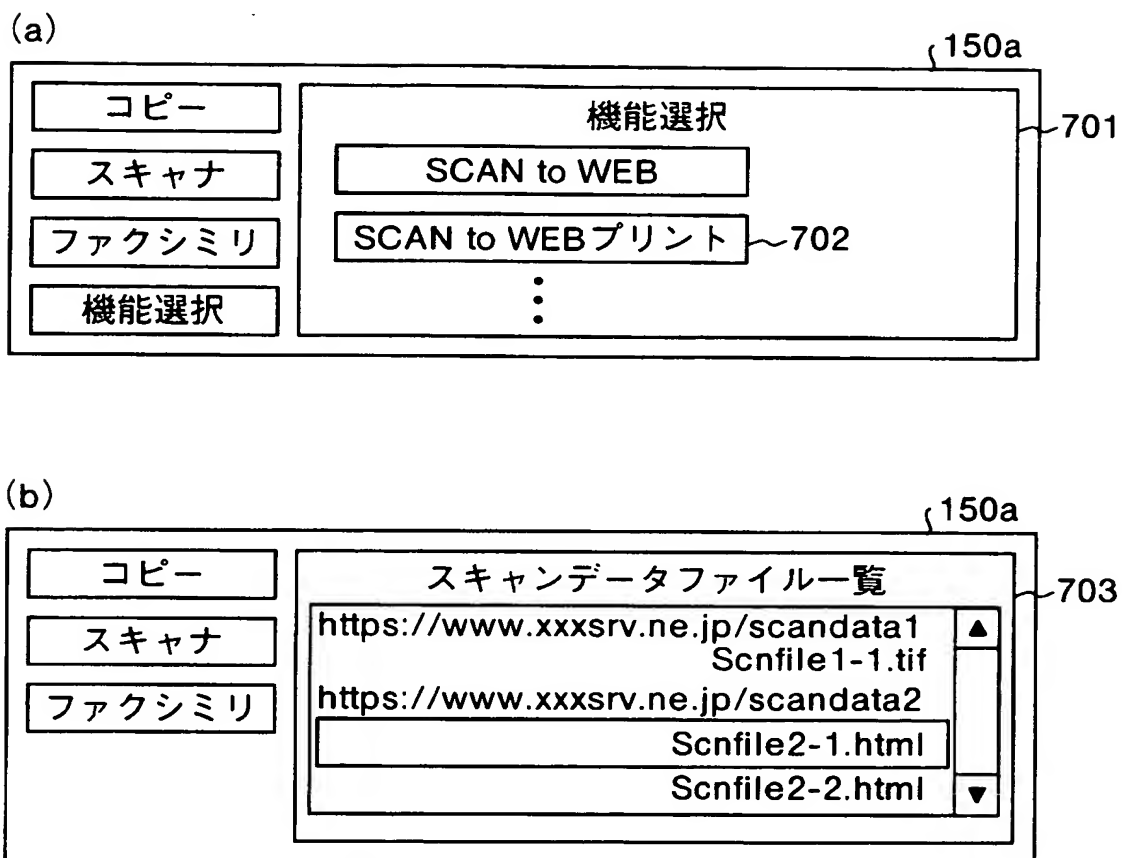 (a)
150a
コピー
スキャナ
ファクシミリ
機能選択
機能選択
701
SCAN to WEB
SCAN to WEBプリント
702
(b)
150a
コピー
スキャナ
ファクシミリ
スキャンデータファイル一覧
703
https://www.xxxsrv.ne.jp/scandata1
Scnfile1-1.tif
https://www.xxxsrv.ne.jp/scandata2
Scnfile2-1.html
Scnfile2-2.html